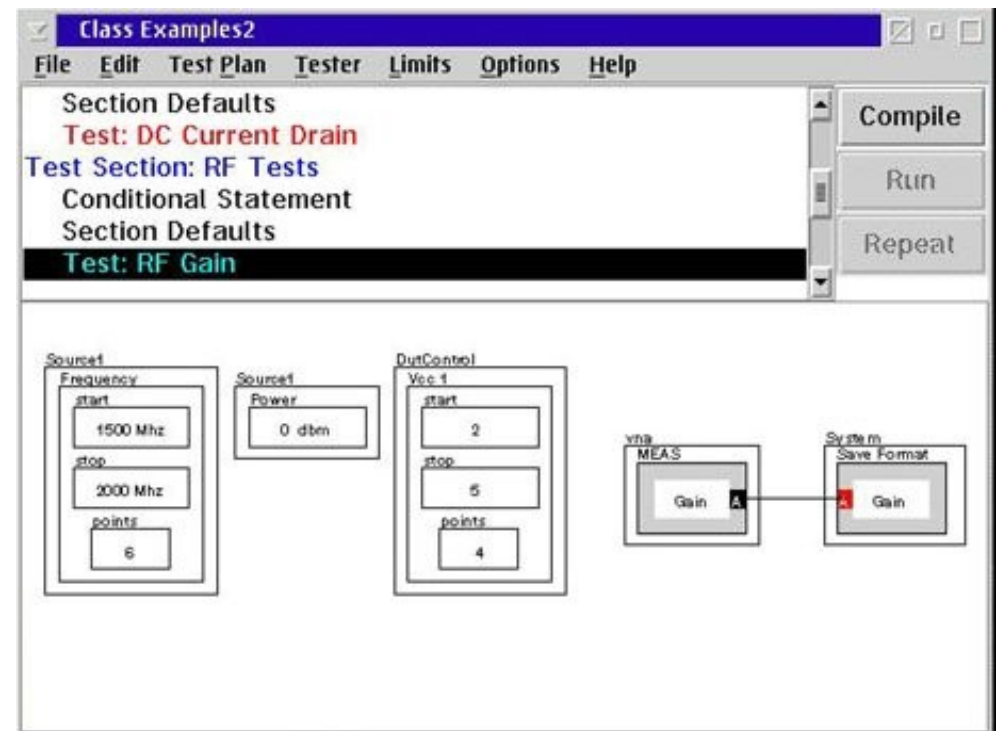 Class Examples2
File Edit Test Plan Tester Limits Options Help
Section Defaults
Test: DC Current Drain
Test Section: RF Tests
Conditional Statement
Section Defaults
Test: RF Gain
Compile
Run
Repeat
Source1
Frequency
start
1500 Mhz
stop
2000 Mhz
points
6
Source1
Power
0 dbm
DutControl
Vcc 1
start
2
stop
5
points
4
vna
MEAS
Gain A
System
Save Format
A Gain